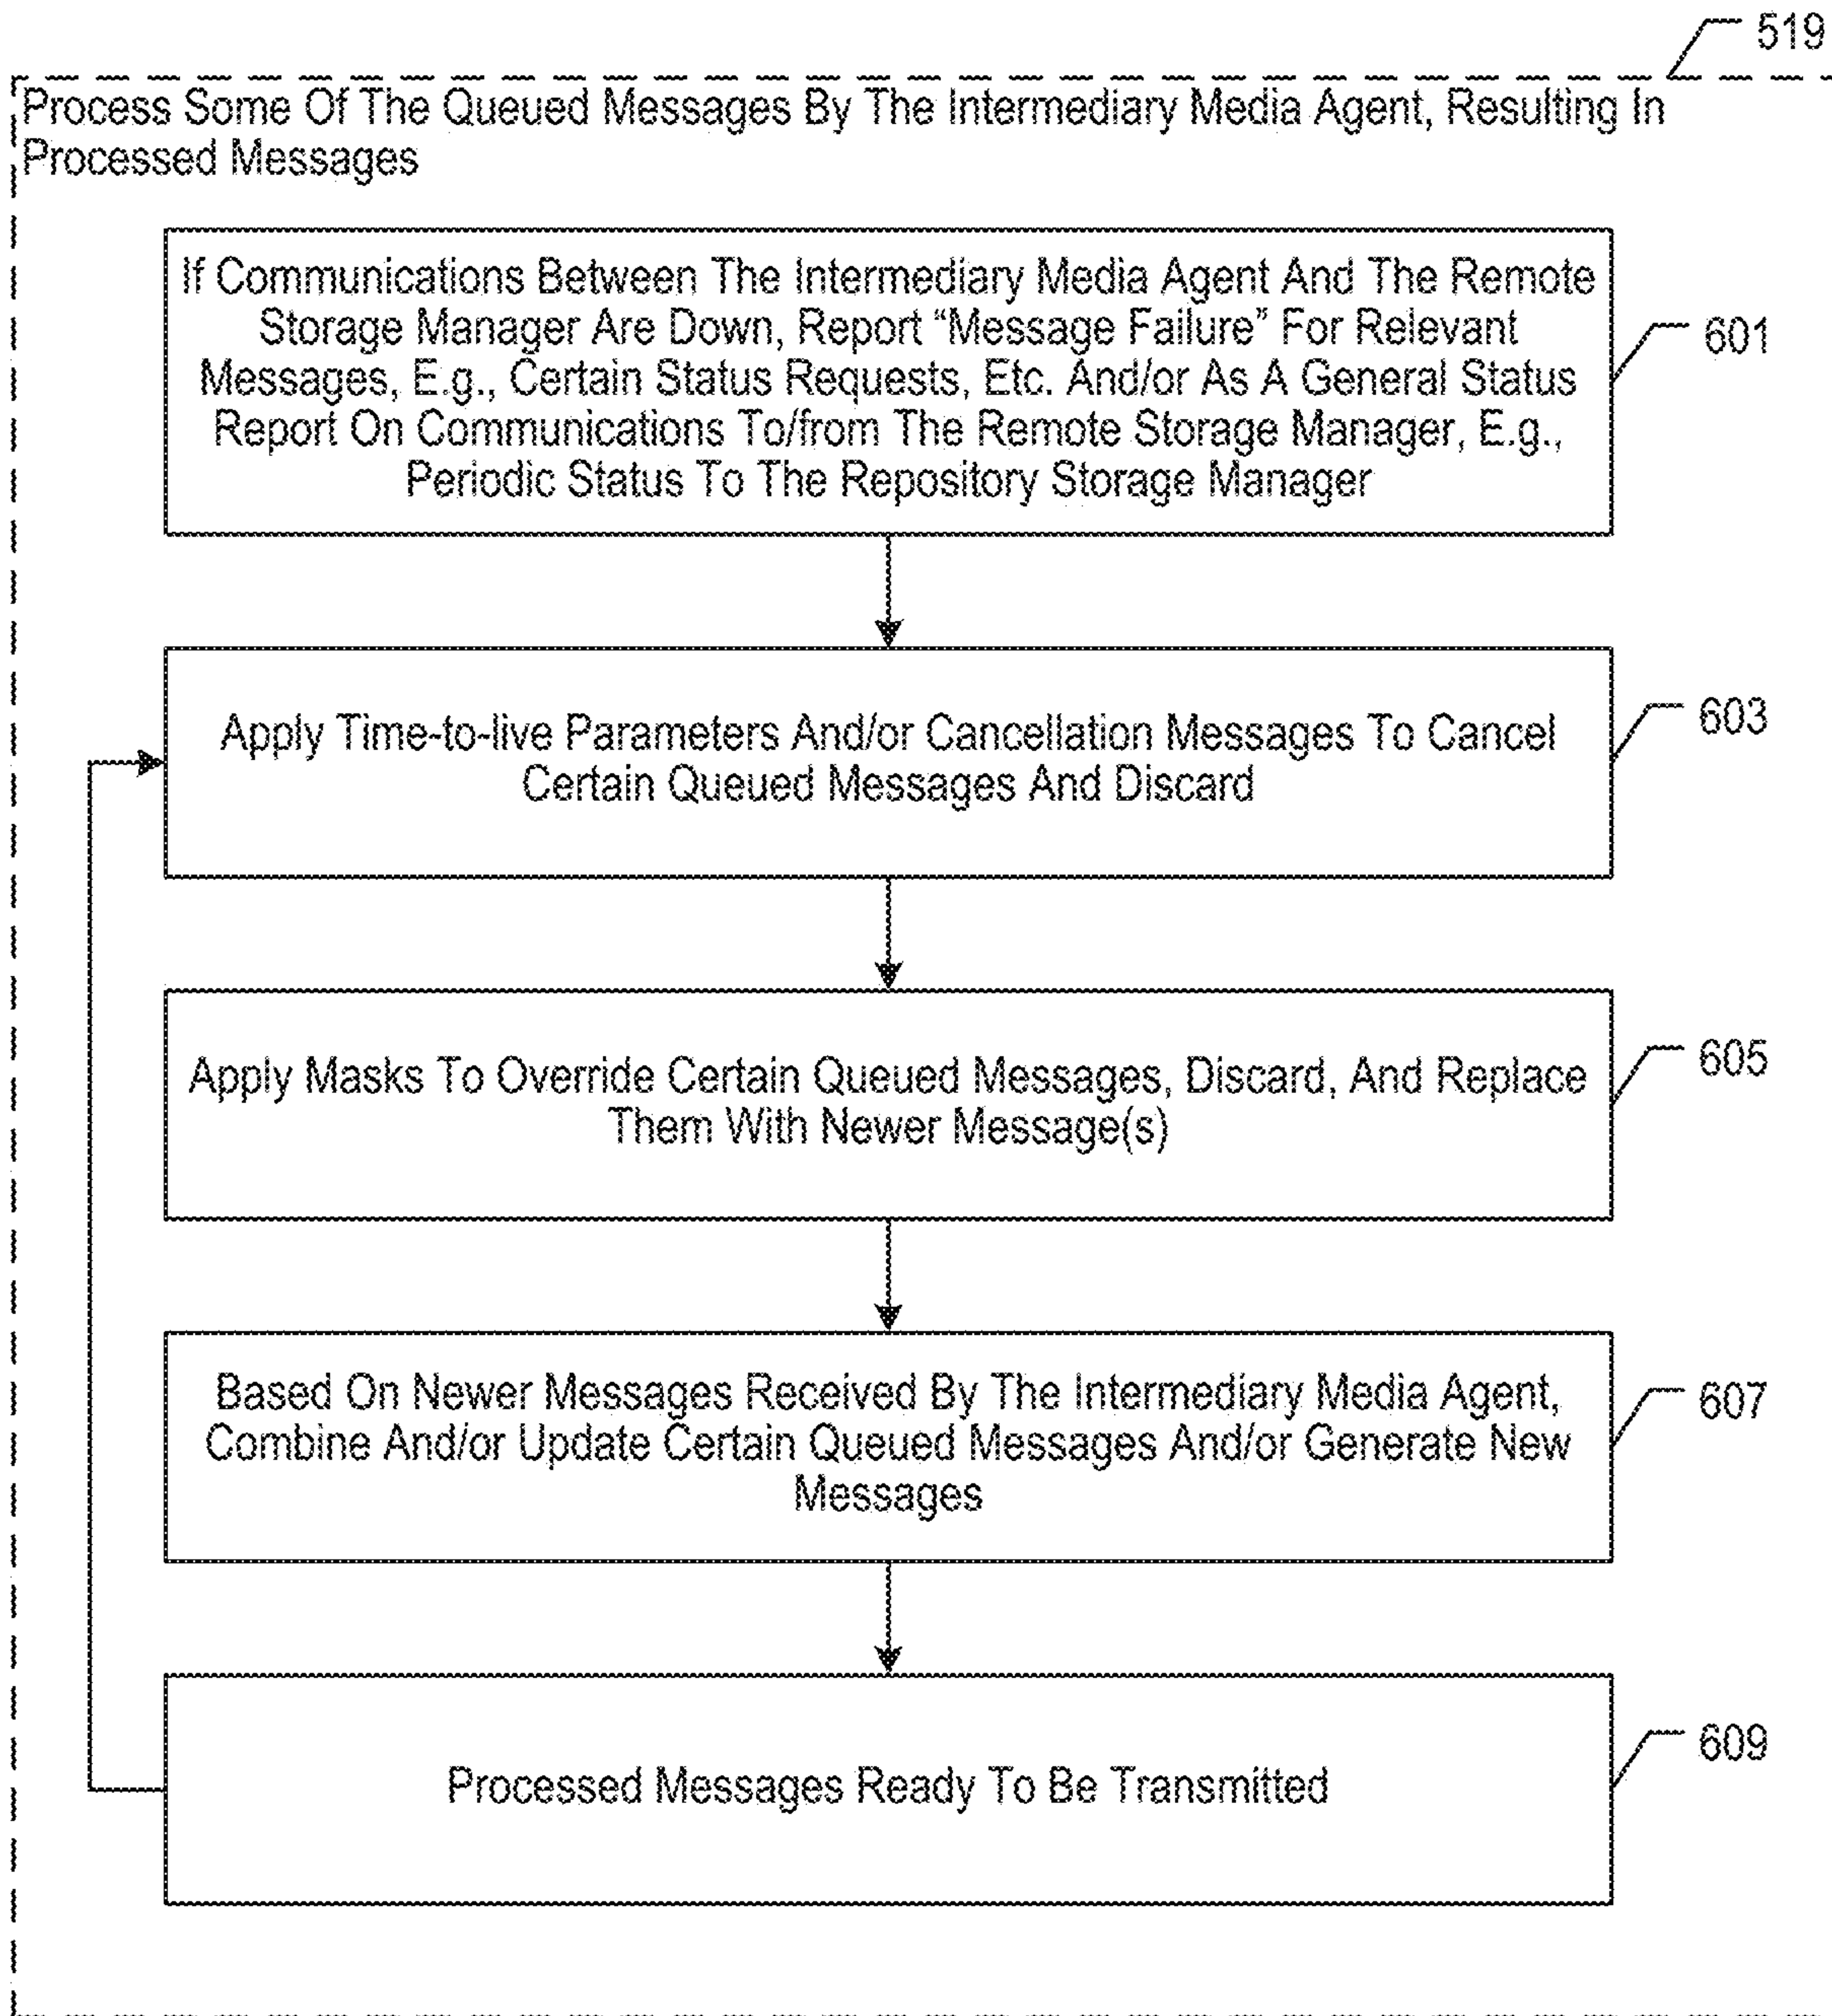 519
Process Some Of The Queued Messages By The Intermediary Media Agent, Resulting In
Processed Messages
If Communications Between The Intermediary Media Agent And The Remote
Storage Manager Are Down, Report “Message Failure” For Relevant
Messages, E.g., Certain Status Requests, Etc. And/or As A General Status
Report On Communications To/from The Remote Storage Manager, E.g.,
Periodic Status To The Repository Storage Manager
601
Apply Time-to-live Parameters And/or Cancellation Messages To Cancel
Certain Queued Messages And Discard
603
Apply Masks To Override Certain Queued Messages, Discard, And Replace
Them With Newer Message(s)
605
Based On Newer Messages Received By The Intermediary Media Agent,
Combine And/or Update Certain Queued Messages And/or Generate New
Messages
607
Processed Messages Ready To Be Transmitted
609